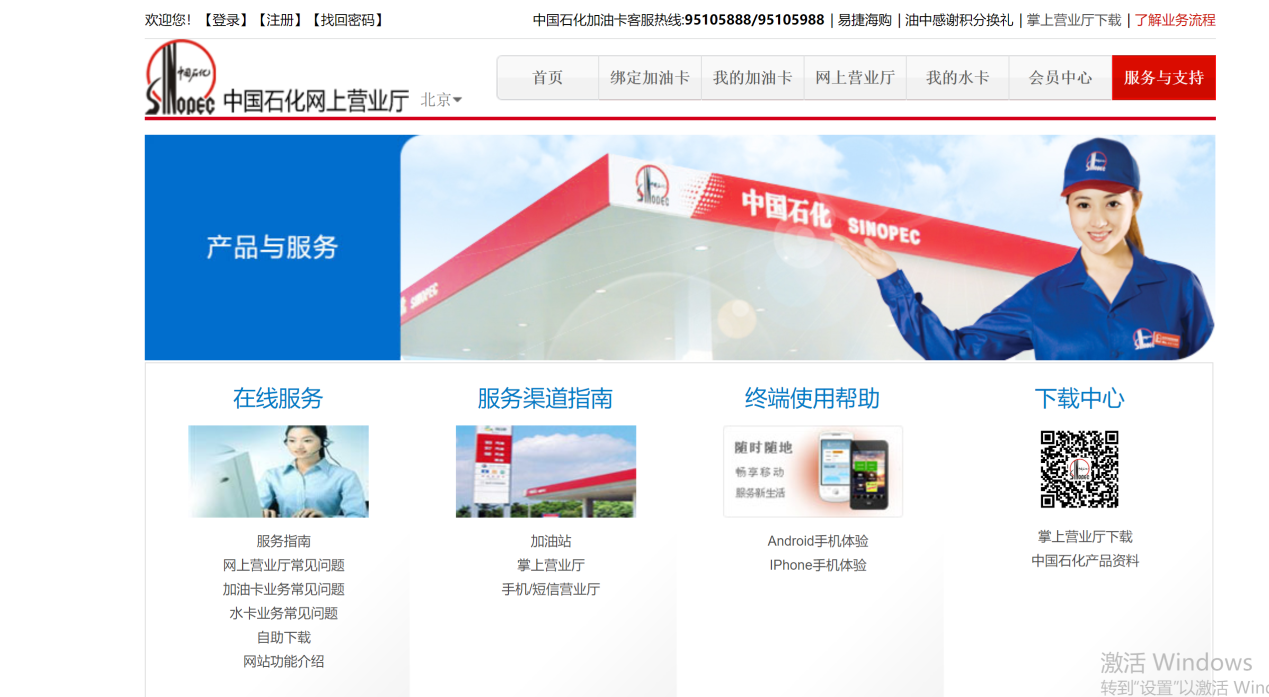 欢迎您！【登录】【注册】【找回密码】
中国石化加油卡客服热线:95105888/95105988 | 易捷海购 | 油中感谢积分换礼 | 掌上营业厅下载 | 了解业务流程
SINOPEC 中国石化网上营业厅 北京
首页 绑定加油卡 我的加油卡 网上营业厅 我的水卡 会员中心 服务与支持
产品与服务
中国石化 SINOPEC
SINOPEC
SINOPEC
SINOPEC
在线服务 服务渠道指南 终端使用帮助 下载中心
随时随地
畅享移动
服务新生活
服务指南
网上营业厅常见问题
加油卡业务常见问题
水卡业务常见问题
自助下载
网站功能介绍
加油站
掌上营业厅
手机/短信营业厅
Android手机体验
IPhone手机体验
掌上营业厅下载
中国石化产品资料
激活 Windows
转到"设置"以激活 Win